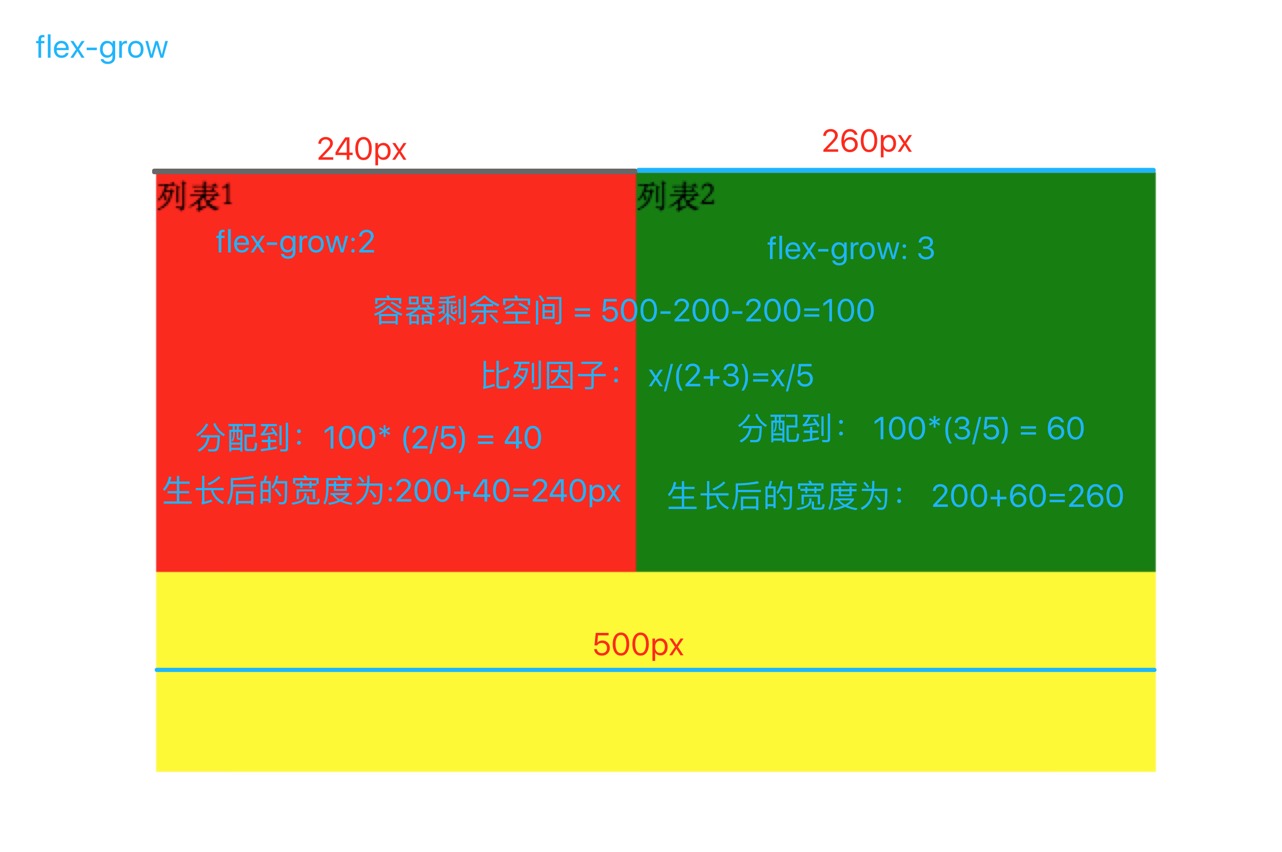 flex-grow
240px
260px
列表1
列表2
flex-grow:2
flex-grow: 3
容器剩余空间 = 500-200-200=100
比列因子： x/(2+3)=x/5
分配到：100* (2/5) = 40
分配到： 100*(3/5) = 60
生长后的宽度为:200+40=240px
生长后的宽度为： 200+60=260
500px